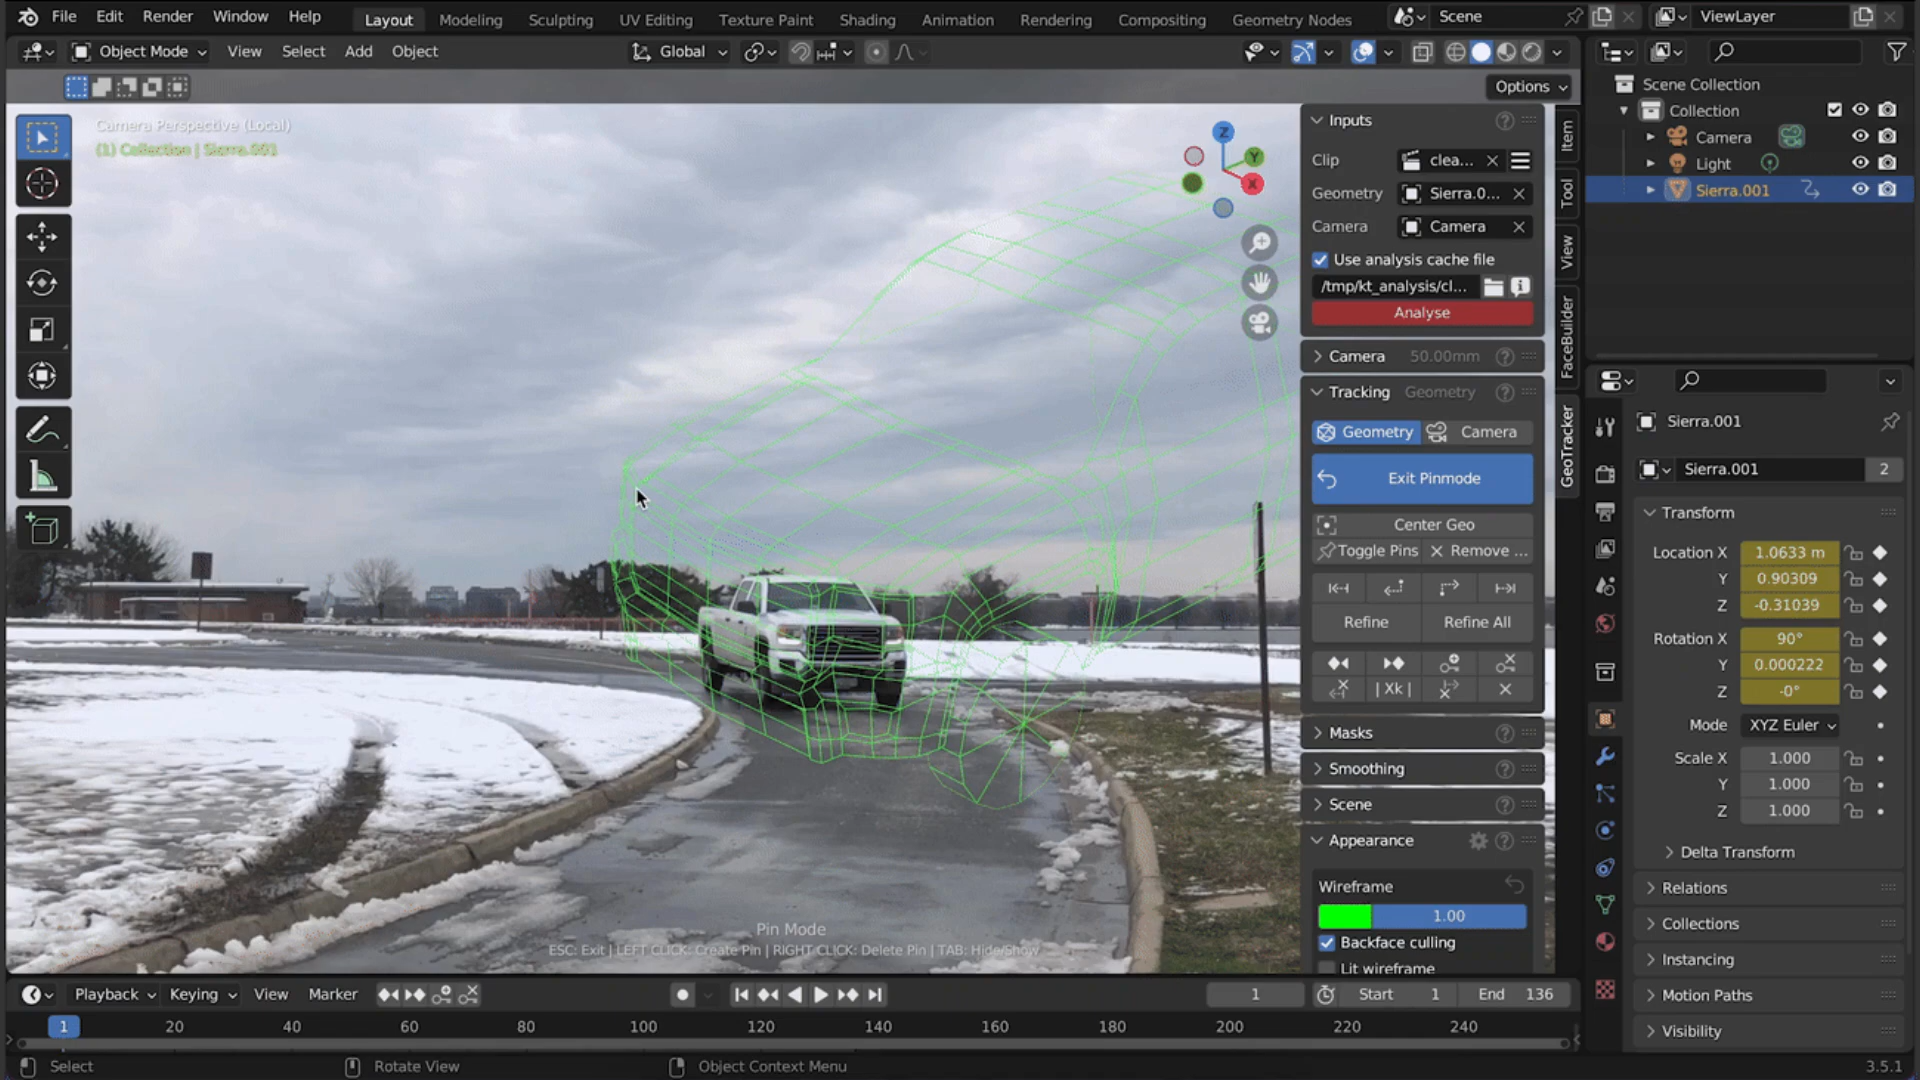 File Edit Render Window Help Layout Modeling Sculpting UV Editing Texture Paint Shading Animation Rendering Compositing Geometry Nodes Scene ViewLayer
Object Mode View Select Add Object Global
Options
Camera Perspective (Local)
(1) Collection | Sierra.001
Inputs
Clip clea...
Geometry Sierra.0...
Camera Camera
Use analysis cache file
/tmp/kt_analysis/cl...
Analyse
Camera 50.00mm
Tracking Geometry
Geometry Camera
Exit Pinmode
Center Geo
Toggle Pins Remove ...
Refine Refine All
| Xk |
Masks
Smoothing
Scene
Appearance
Wireframe
1.00
Backface culling
Lit wireframe
Item
Tool
View
FaceBuilder
GeoTracker
Z
Y
X
Pin Mode
ESC: Exit | LEFT CLICK: Create Pin | RIGHT CLICK: Delete Pin | TAB: Hide/Show
Scene Collection
Collection
Camera
Light
Sierra.001
Sierra.001
Sierra.001 2
Transform
Location X 1.0633 m
Y 0.90309
Z -0.31039
Rotation X 90°
Y 0.000222
Z -0°
Mode XYZ Euler
Scale X 1.000
Y 1.000
Z 1.000
Delta Transform
Relations
Collections
Instancing
Motion Paths
Visibility
Playback Keying View Marker 1 Start 1 End 136
1 20 40 60 80 100 120 140 160 180 200 220 240
Select Rotate View Object Context Menu 3.5.1